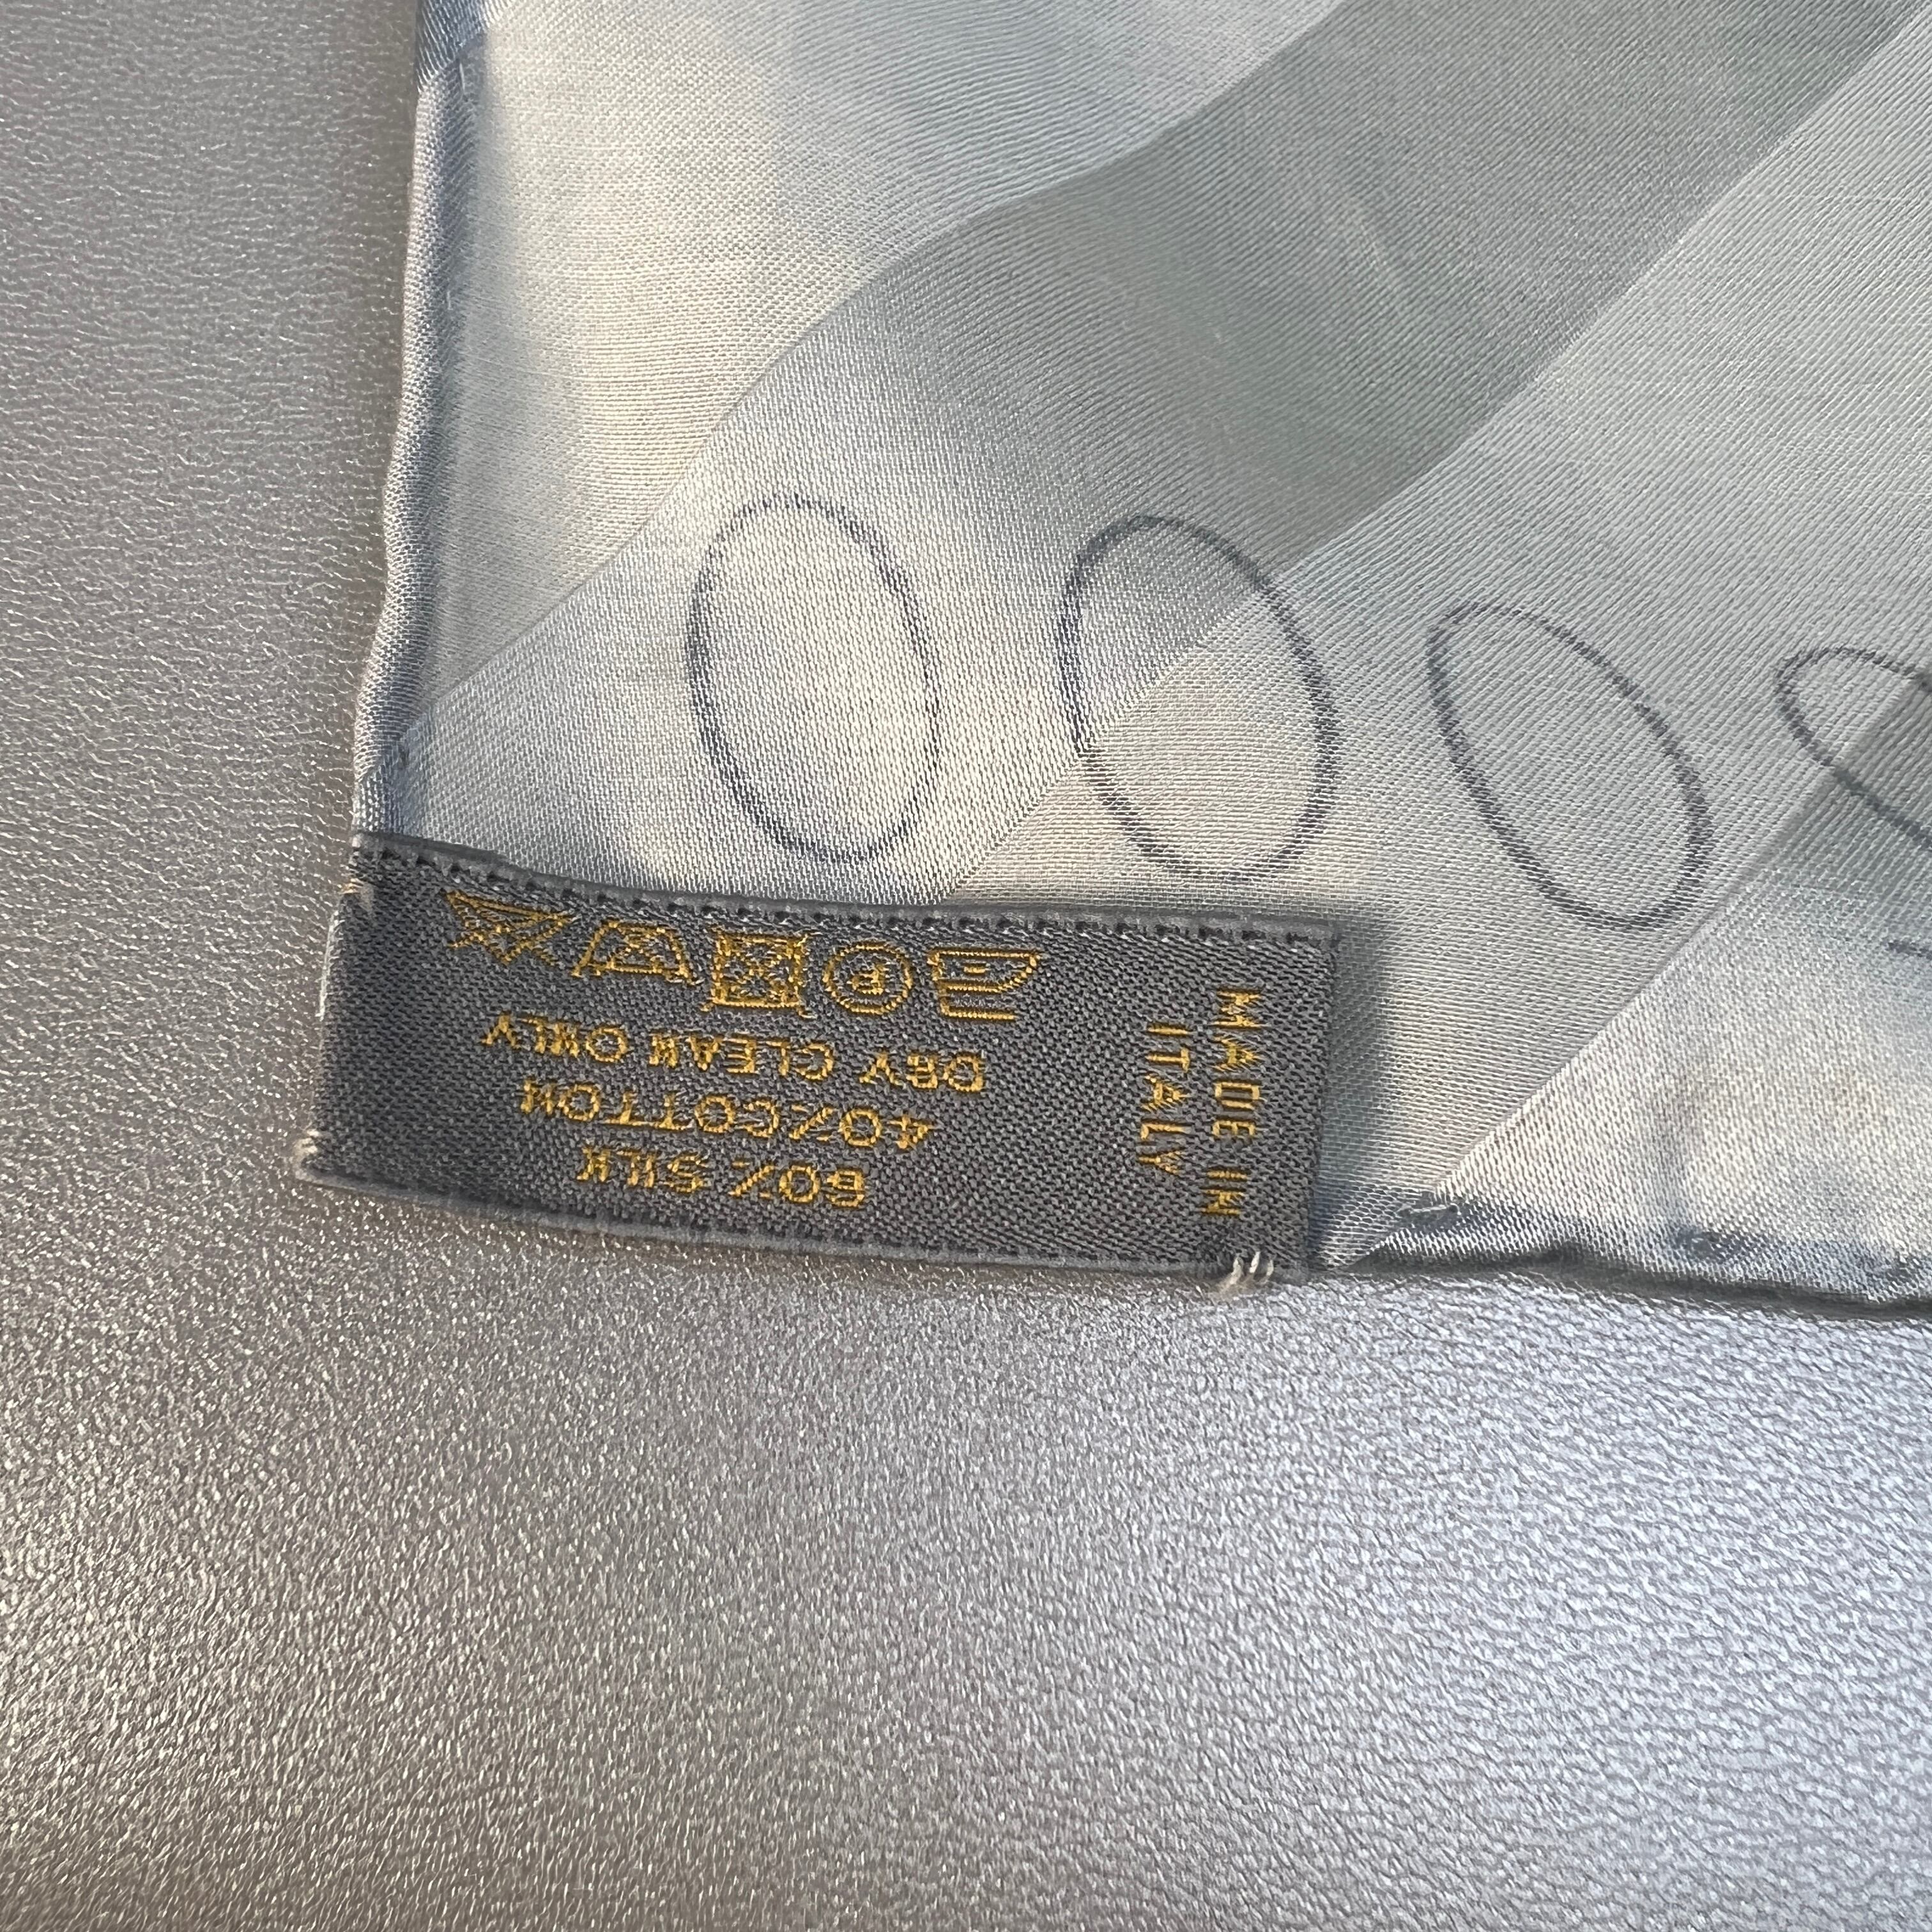 60% SILK
40%COTTON
DRY CLEAN ONLY
P
MADE IN
ITALY